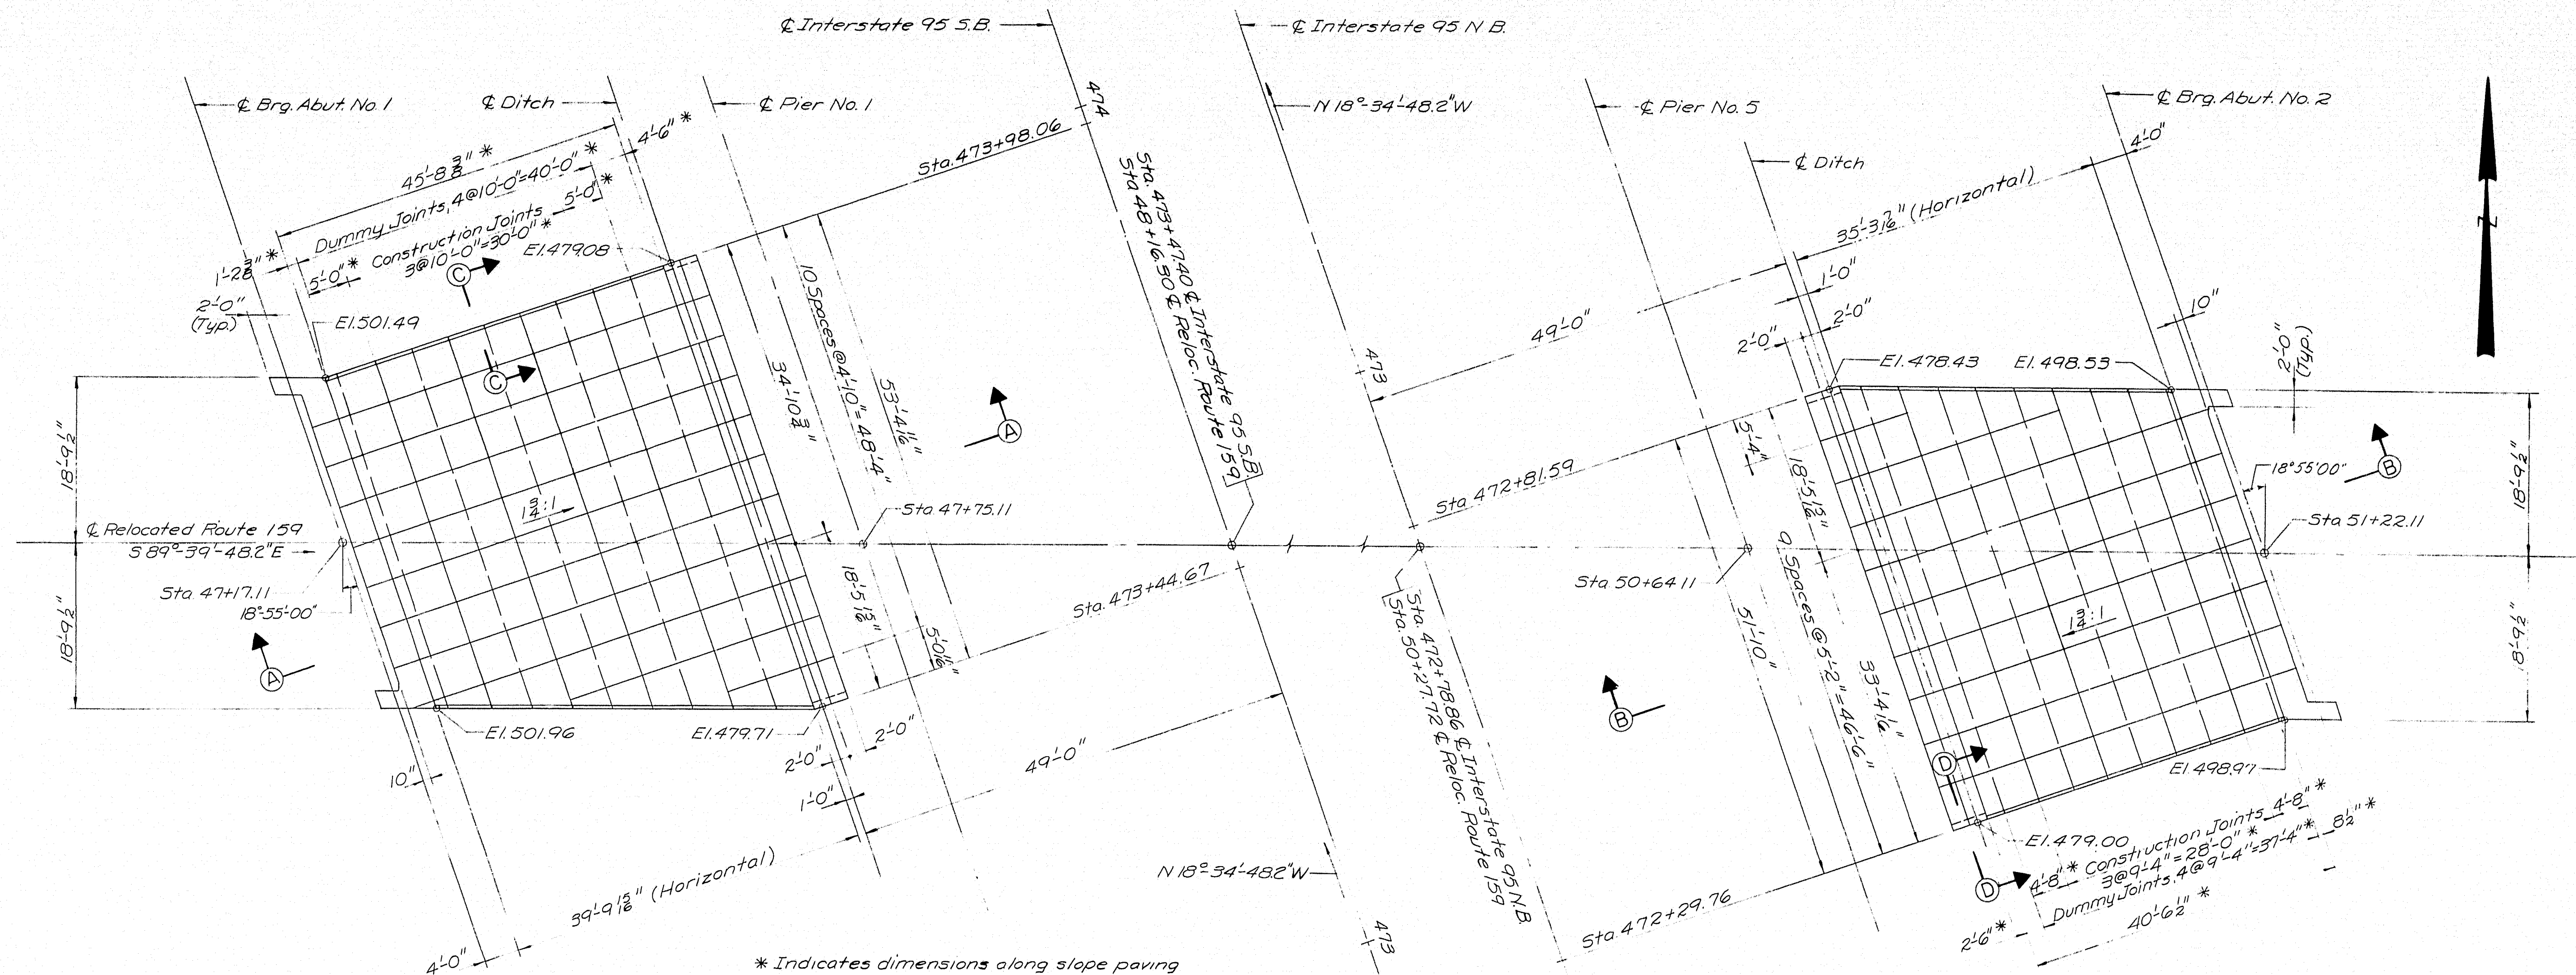 ℄ Interstate 95 S.B.
℄ Interstate 95 N.B.
℄ Brg. Abut. No. 1
℄ Ditch
℄ Pier No. 1
N 18°-34'-48.2"W
℄ Pier No. 5
℄ Brg. Abut. No. 2
℄ Ditch
474
4'-6" *
45'-8 3/8" *
Dummy Joints, 4@10'-0"=40'-0" *
5'-0" *
Construction Joints
3@10'-0"=30'-0" *
5'-0" *
1'-2 3/8" *
2'-0"
(Typ.)
C
El. 479.08
El. 501.49
C
Sta. 473+98.06
Sta. 473+47.40 ℄ Interstate 95 S.B.
Sta. 48+16.80 ℄ Reloc. Route 159
10 Spaces@4'-10"=48'-4"
34'-10 3/4"
53'-4 11/16"
A
4'-0"
35'-3 7/16" (Horizontal)
1'-0"
2'-0"
2'-0"
10"
49'-0"
473
El. 478.43
El. 498.53
2'-0"
(Typ.)
18'-9 1/2"
18'-9 1/2"
5'-4"
18'-5 15/16"
Sta. 472+81.59
B
18°55'00"
Sta. 51+22.11
1 3/4:1
Sta. 47+75.11
℄ Relocated Route 159
S 89°-39'-48.2"E
Sta. 47+17.11
18°-55'-00"
18'-9 1/2"
18'-9 1/2"
A
18'-5 15/16"
5'-0 11/16"
Sta. 473+44.67
Sta. 50+64.11
9 Spaces@5'-2"=46'-6"
51'-10"
33'-4 1/16"
1 3/4:1
Sta. 472+78.86 ℄ Interstate 95 N.B.
Sta. 50+27.72 ℄ Reloc. Route 159
B
El. 501.96
El. 479.71
2'-0"
2'-0"
10"
1'-0"
49'-0"
39'-9 15/16" (Horizontal)
4'-0"
N 18°-34'-48.2"W
473
Sta. 472+29.76
D
El. 498.97
El. 479.00
D
4'-8" * Construction Joints 4'-8" *
3@9'-4"=28'-0" *
Dummy Joints, 4@9'-4"=37'-4" *
8 1/2" *
2'-6" *
40'-6 1/2" *
N
* Indicates dimensions along slope paving